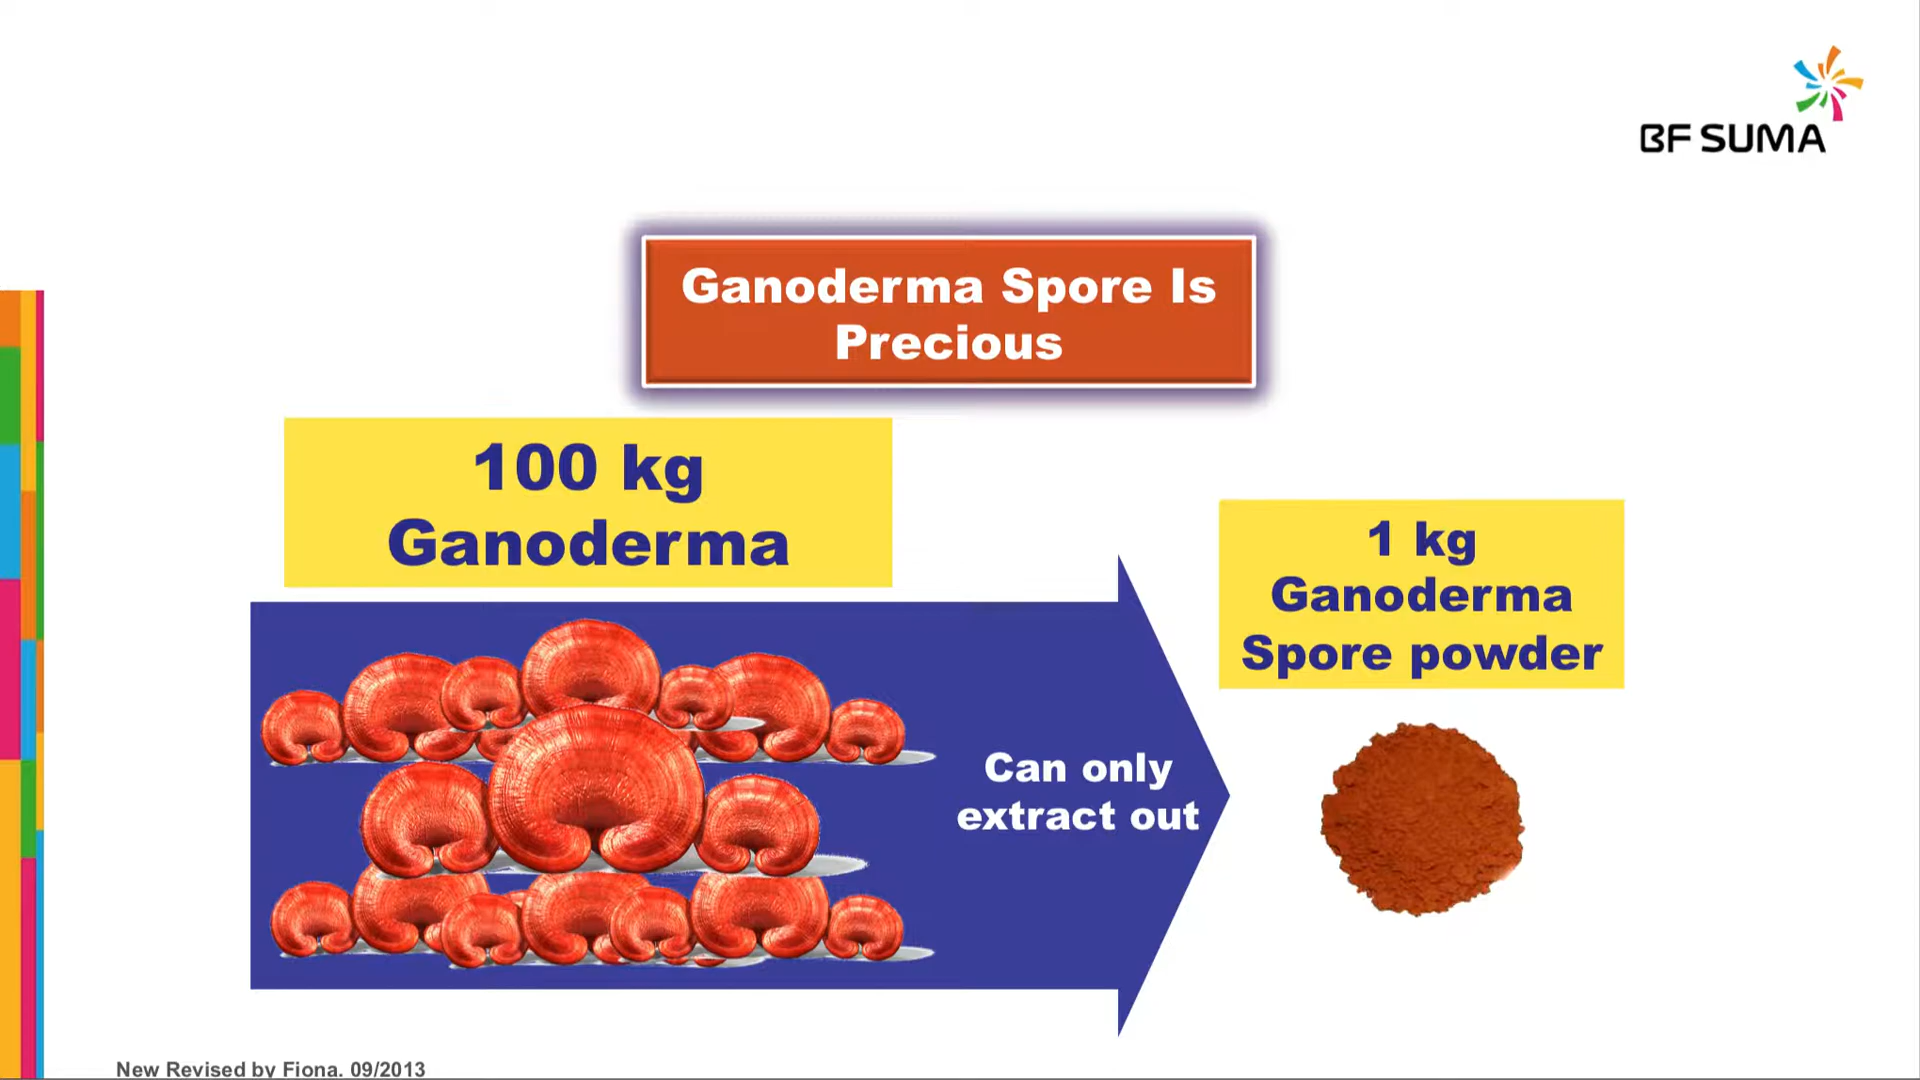 BF SUMA
Ganoderma Spore Is
Precious
100 kg
Ganoderma
1 kg
Ganoderma
Spore powder
Can only
extract out
New Revised by Fiona. 09/2013